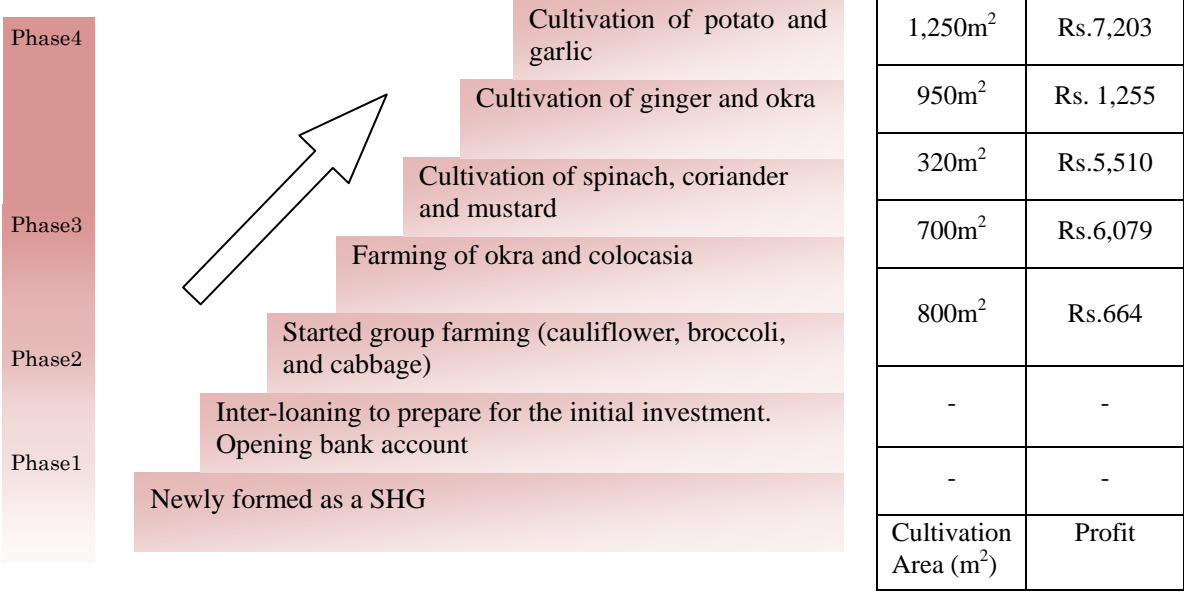 Phase4
Cultivation of potato and
garlic
1,250m²
Rs.7,203
Cultivation of ginger and okra
950m²
Rs. 1,255
Cultivation of spinach, coriander
and mustard
320m²
Rs.5,510
Phase3
Farming of okra and colocasia
700m²
Rs.6,079
Started group farming (cauliflower, broccoli,
and cabbage)
800m²
Rs.664
Phase2
Inter-loaning to prepare for the initial investment.
Opening bank account
-
-
Phase1
Newly formed as a SHG
-
-
Cultivation
Area (m²)
Profit